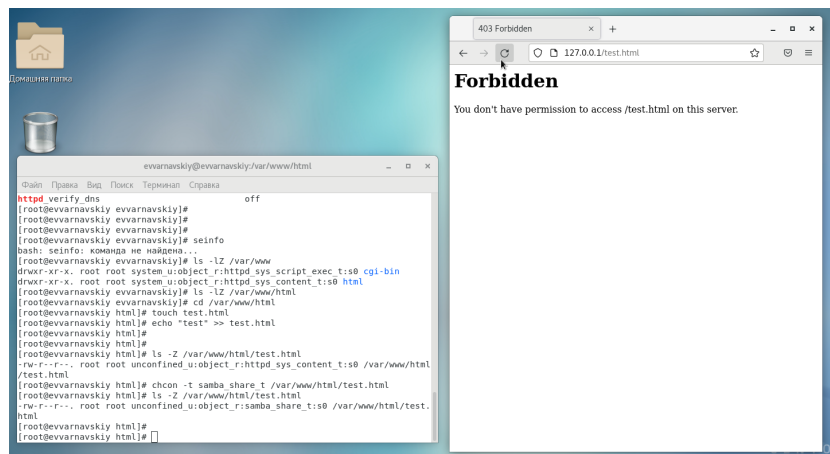 Домашняя папка
evvarnavskiy@evvarnavskiy:/var/www/html
Файл Правка Вид Поиск Терминал Справка
httpd_verify_dns off
[root@evvarnavskiy evvarnavskiy]#
[root@evvarnavskiy evvarnavskiy]#
[root@evvarnavskiy evvarnavskiy]#
[root@evvarnavskiy evvarnavskiy]# seinfo
bash: seinfo: команда не найдена...
[root@evvarnavskiy evvarnavskiy]# ls -lZ /var/www
drwxr-xr-x. root root system_u:object_r:httpd_sys_script_exec_t:s0 cgi-bin
drwxr-xr-x. root root system_u:object_r:httpd_sys_content_t:s0 html
[root@evvarnavskiy evvarnavskiy]# ls -lZ /var/www/html
[root@evvarnavskiy evvarnavskiy]# cd /var/www/html
[root@evvarnavskiy html]# touch test.html
[root@evvarnavskiy html]# echo "test" >> test.html
[root@evvarnavskiy html]#
[root@evvarnavskiy html]#
[root@evvarnavskiy html]# ls -Z /var/www/html/test.html
-rw-r--r--. root root unconfined_u:object_r:httpd_sys_content_t:s0 /var/www/html
/test.html
[root@evvarnavskiy html]# chcon -t samba_share_t /var/www/html/test.html
[root@evvarnavskiy html]# ls -Z /var/www/html/test.html
-rw-r--r--. root root unconfined_u:object_r:samba_share_t:s0 /var/www/html/test.
html
[root@evvarnavskiy html]#
[root@evvarnavskiy html]#
403 Forbidden
127.0.0.1/test.html
Forbidden
You don't have permission to access /test.html on this server.